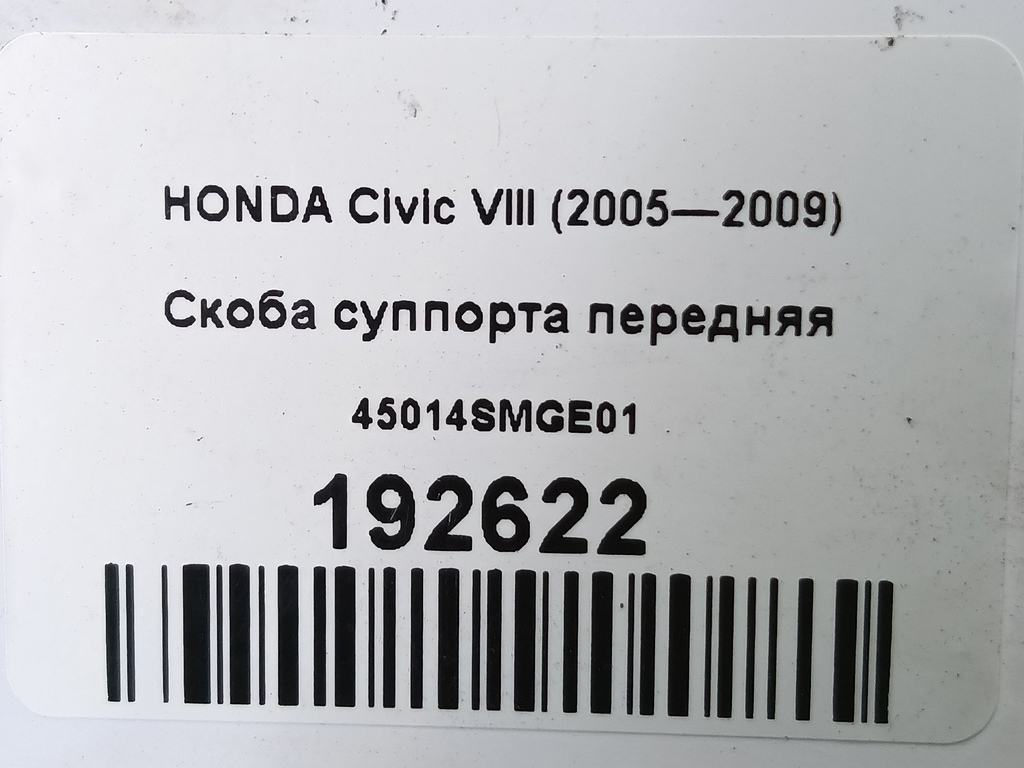 HONDA Civic VIII (2005—2009)
Скоба суппорта передняя
45014SMGE01
192622